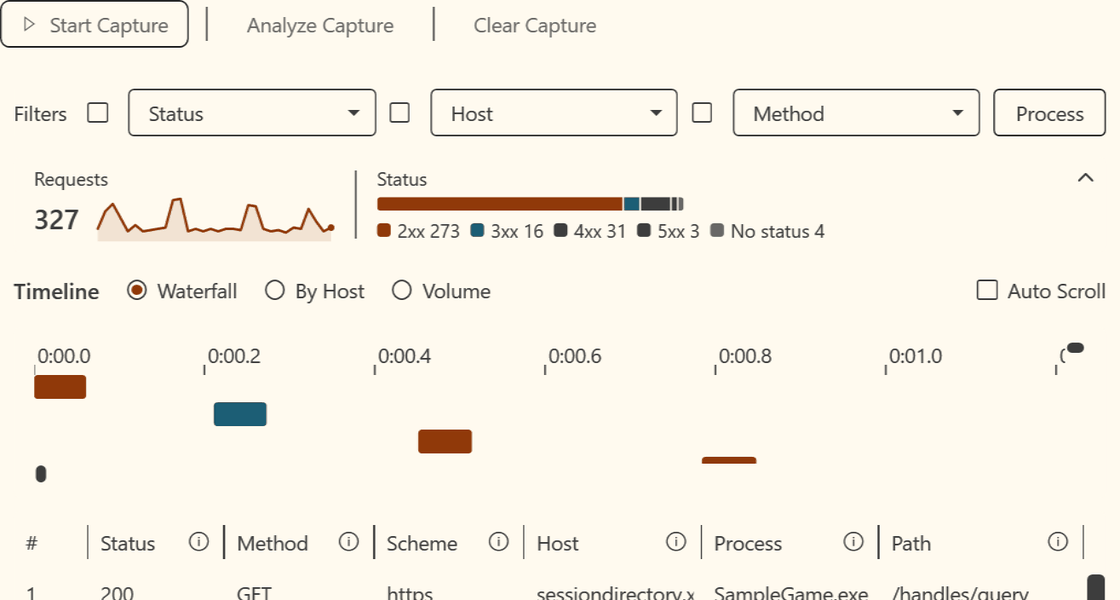 Start Capture Analyze Capture Clear Capture
Filters Status Host Method Process
Requests Status
327
2xx 273 3xx 16 4xx 31 5xx 3 No status 4
Timeline Waterfall By Host Volume Auto Scroll
0:00.0 0:00.2 0:00.4 0:00.6 0:00.8 0:01.0
# Status Method Scheme Host Process Path
1 200 GET https sessiondirectory.x SampleGame.exe /handles/query